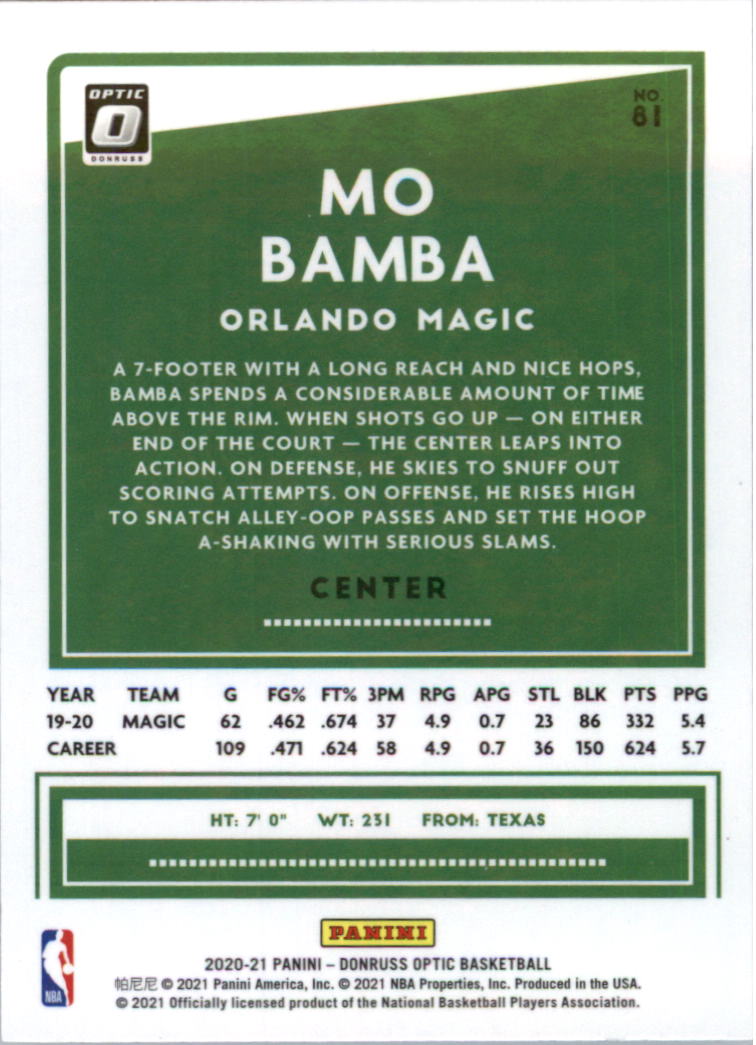 OPTIC
O
DONRUSS
NO.
81
MO
BAMBA
ORLANDO MAGIC
A 7-FOOTER WITH A LONG REACH AND NICE HOPS,
BAMBA SPENDS A CONSIDERABLE AMOUNT OF TIME
ABOVE THE RIM. WHEN SHOTS GO UP — ON EITHER
END OF THE COURT — THE CENTER LEAPS INTO
ACTION. ON DEFENSE, HE SKIES TO SNUFF OUT
SCORING ATTEMPTS. ON OFFENSE, HE RISES HIGH
TO SNATCH ALLEY-OOP PASSES AND SET THE HOOP
A-SHAKING WITH SERIOUS SLAMS.
CENTER
YEAR TEAM G FG% FT% 3PM RPG APG STL BLK PTS PPG
19-20 MAGIC 62 .462 .674 37 4.9 0.7 23 86 332 5.4
CAREER 109 .471 .624 58 4.9 0.7 36 150 624 5.7
HT: 7' 0" WT: 231 FROM: TEXAS
PANINI
NBA
2020-21 PANINI – DONRUSS OPTIC BASKETBALL
帕尼尼 © 2021 Panini America, Inc. © 2021 NBA Properties, Inc. Produced in the USA.
© 2021 Officially licensed product of the National Basketball Players Association.